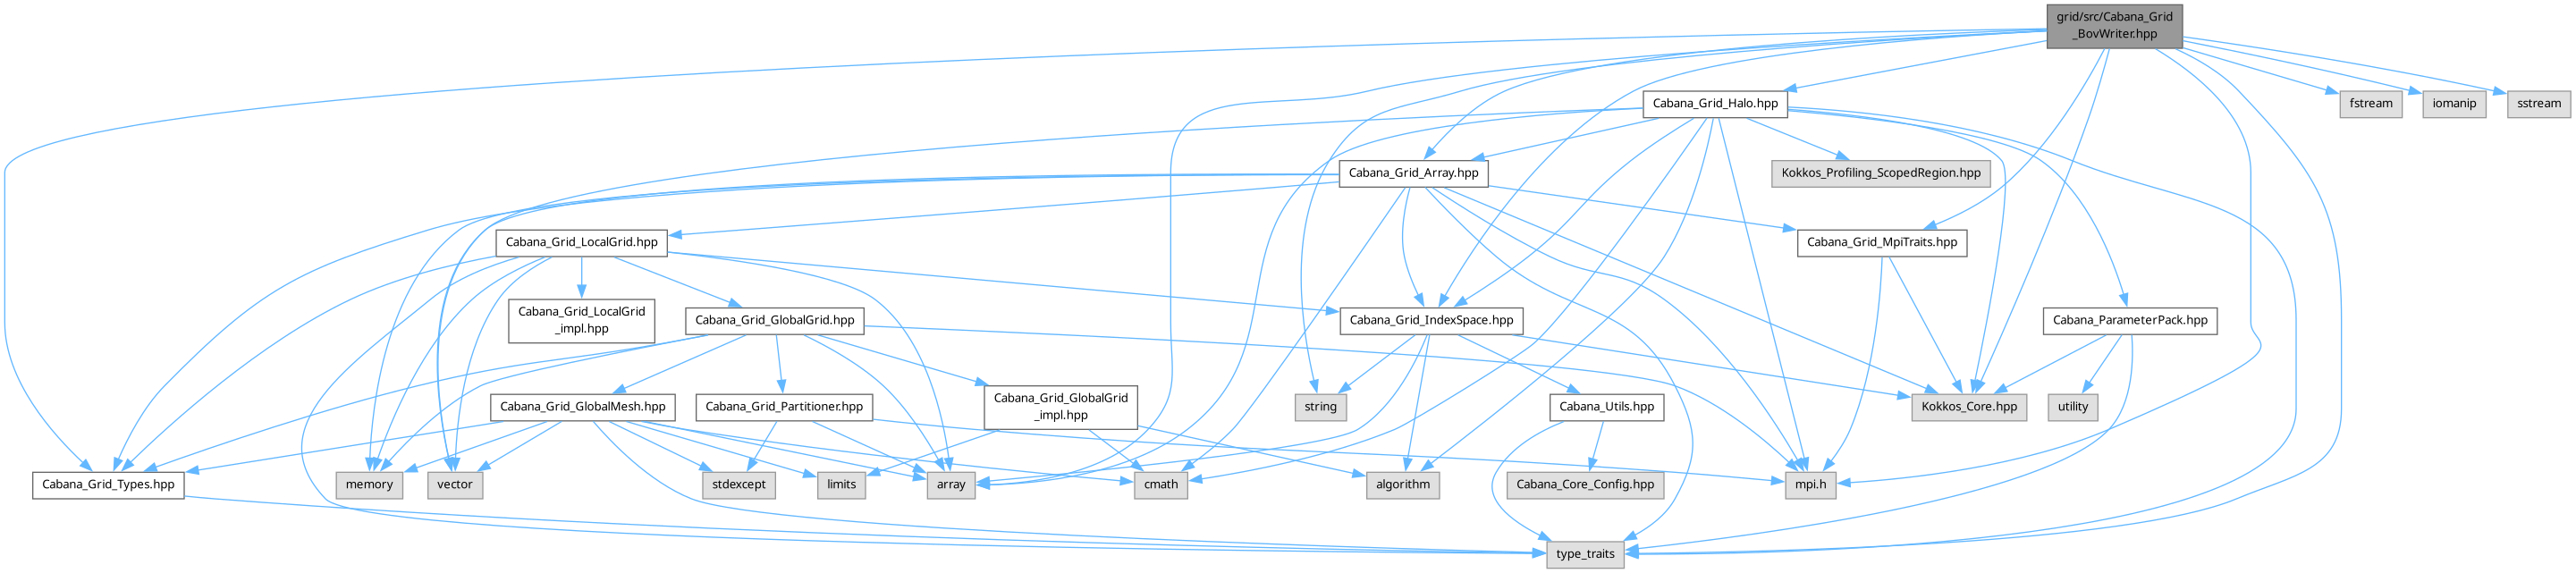 grid/src/Cabana_Grid
_BovWriter.hpp
Cabana_Grid_Halo.hpp
fstream
iomanip
sstream
Cabana_Grid_Array.hpp
Kokkos_Profiling_ScopedRegion.hpp
Cabana_Grid_LocalGrid.hpp
Cabana_Grid_MpiTraits.hpp
Cabana_Grid_LocalGrid
_impl.hpp
Cabana_Grid_GlobalGrid.hpp
Cabana_Grid_IndexSpace.hpp
Cabana_ParameterPack.hpp
Cabana_Grid_GlobalMesh.hpp
Cabana_Grid_Partitioner.hpp
Cabana_Grid_GlobalGrid
_impl.hpp
string
Cabana_Utils.hpp
Kokkos_Core.hpp
utility
Cabana_Grid_Types.hpp
memory
vector
stdexcept
limits
array
cmath
algorithm
Cabana_Core_Config.hpp
mpi.h
type_traits